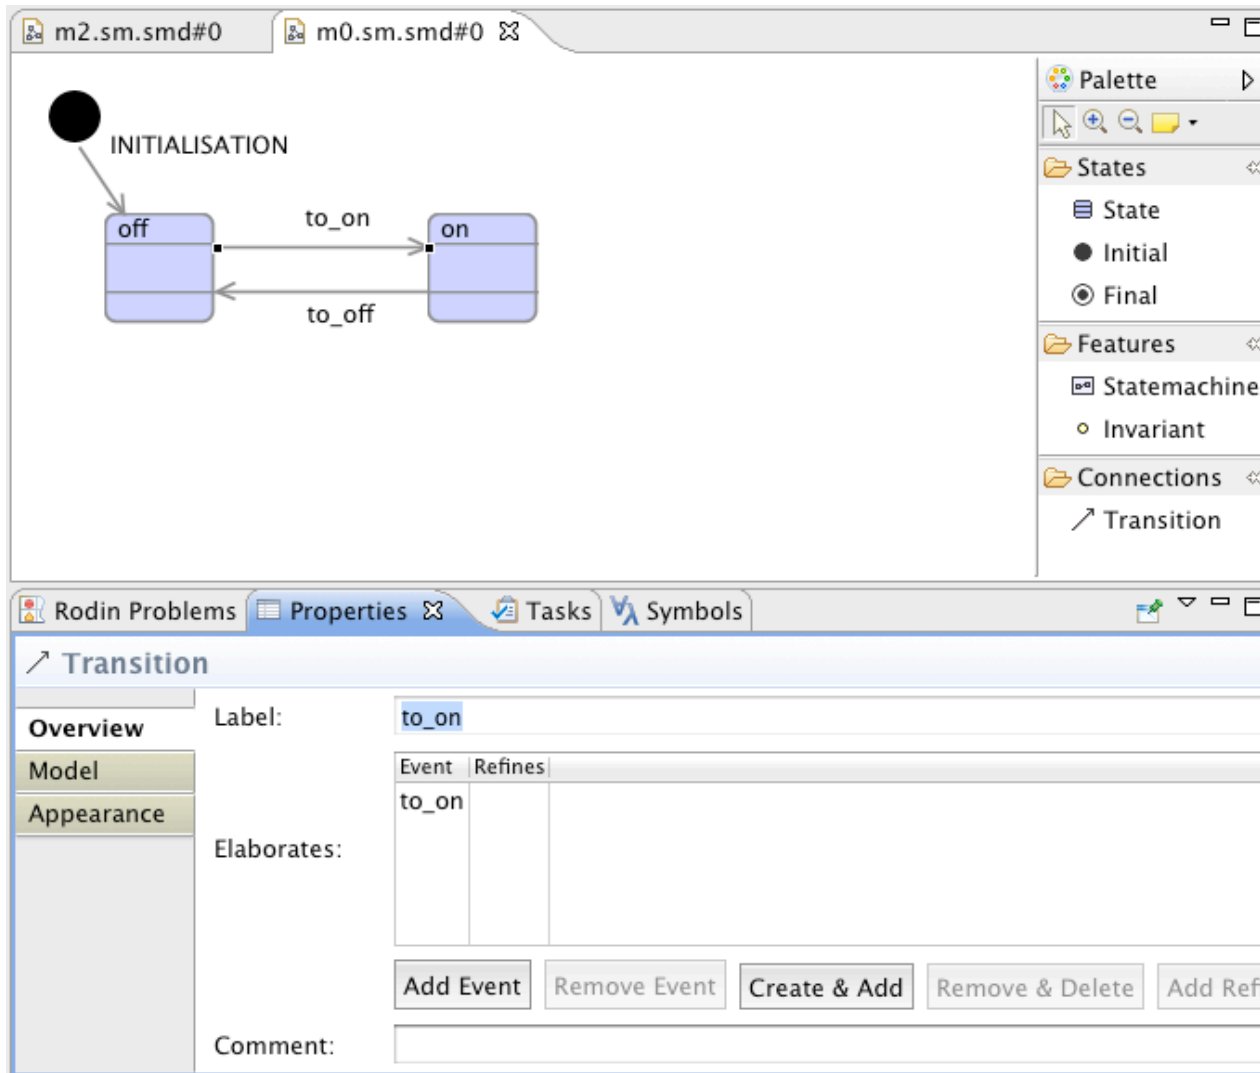 m2.sm.smd#0
m0.sm.smd#0
Palette
INITIALISATION
off
to_on
on
to_off
States
State
Initial
Final
Features
Statemachine
Invariant
Connections
Transition
Rodin Problems
Properties
Tasks
Symbols
Transition
Overview
Model
Appearance
Label:
to_on
Event Refines
to_on
Elaborates:
Add Event
Remove Event
Create & Add
Remove & Delete
Add Ref
Comment: